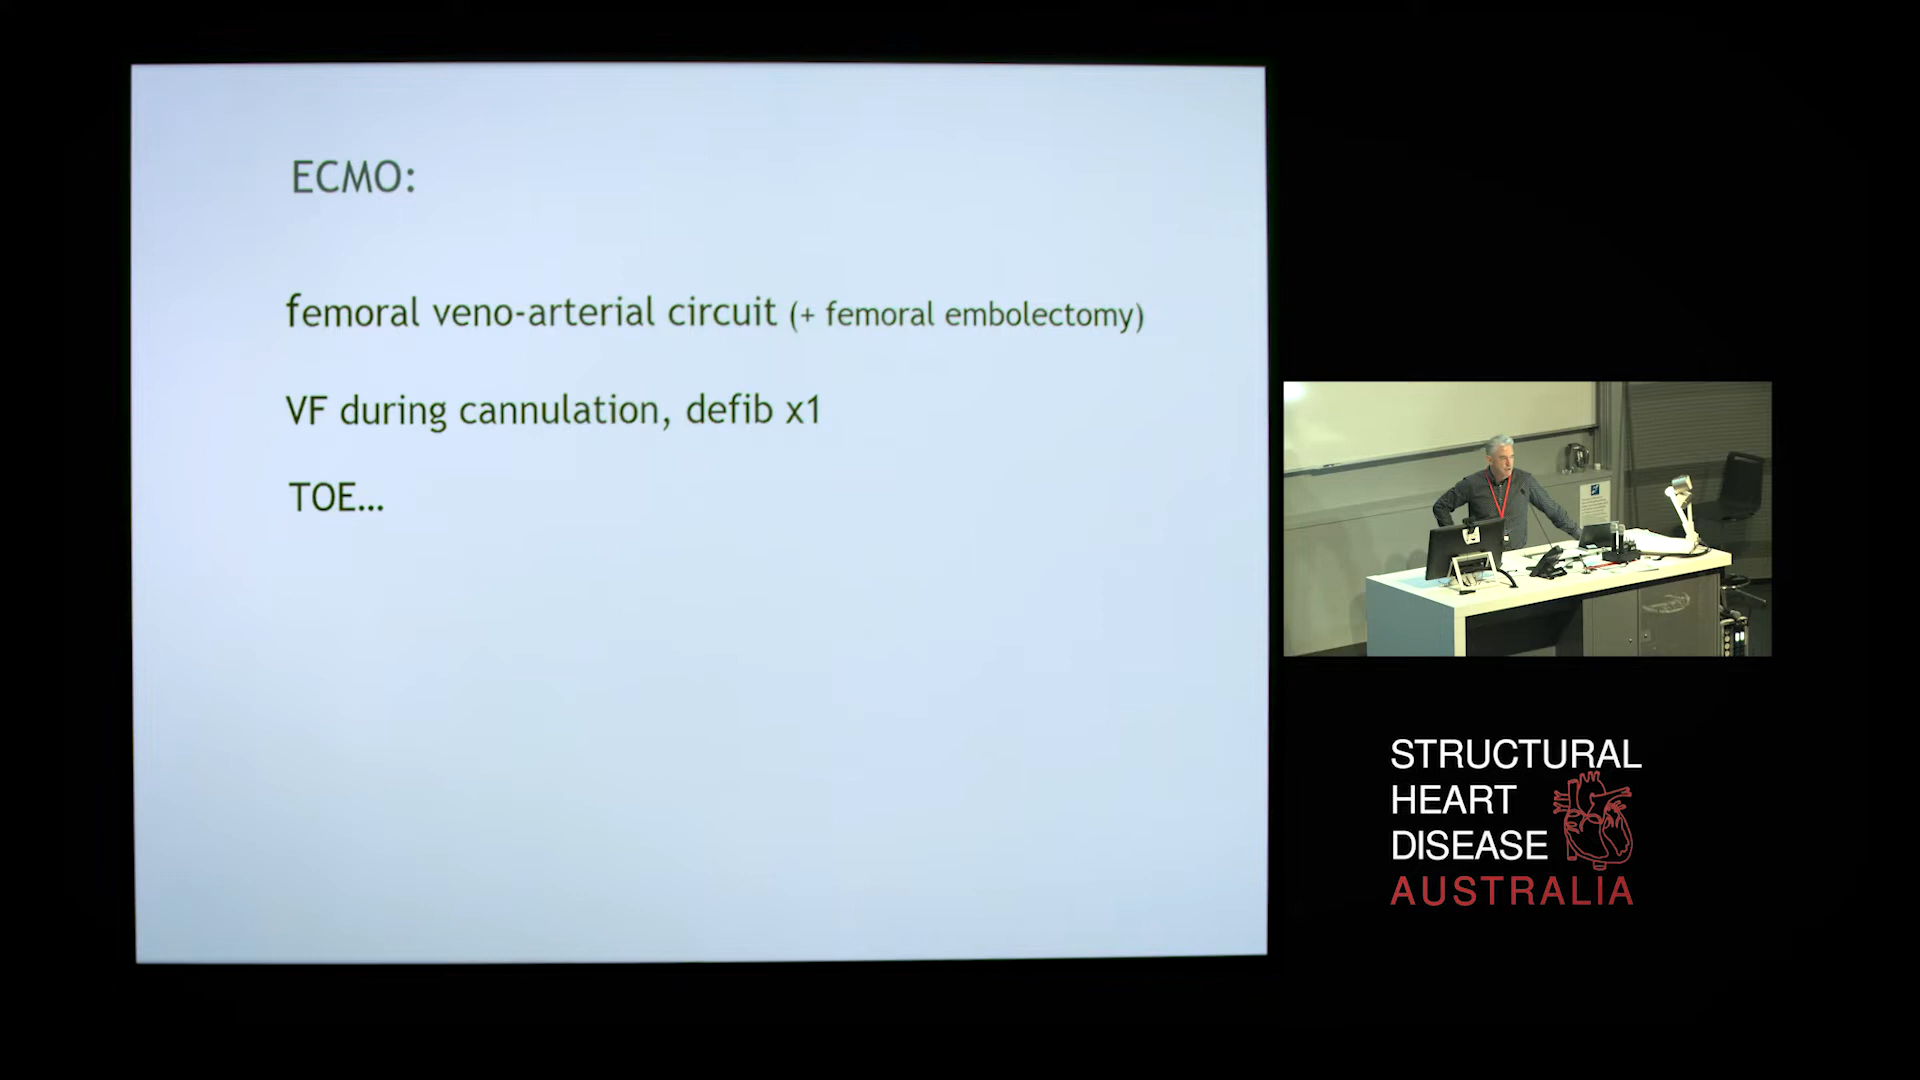 ECMO:
femoral veno-arterial circuit (+ femoral embolectomy)
VF during cannulation, defib x1
TOE...
STRUCTURAL
HEART
DISEASE
AUSTRALIA